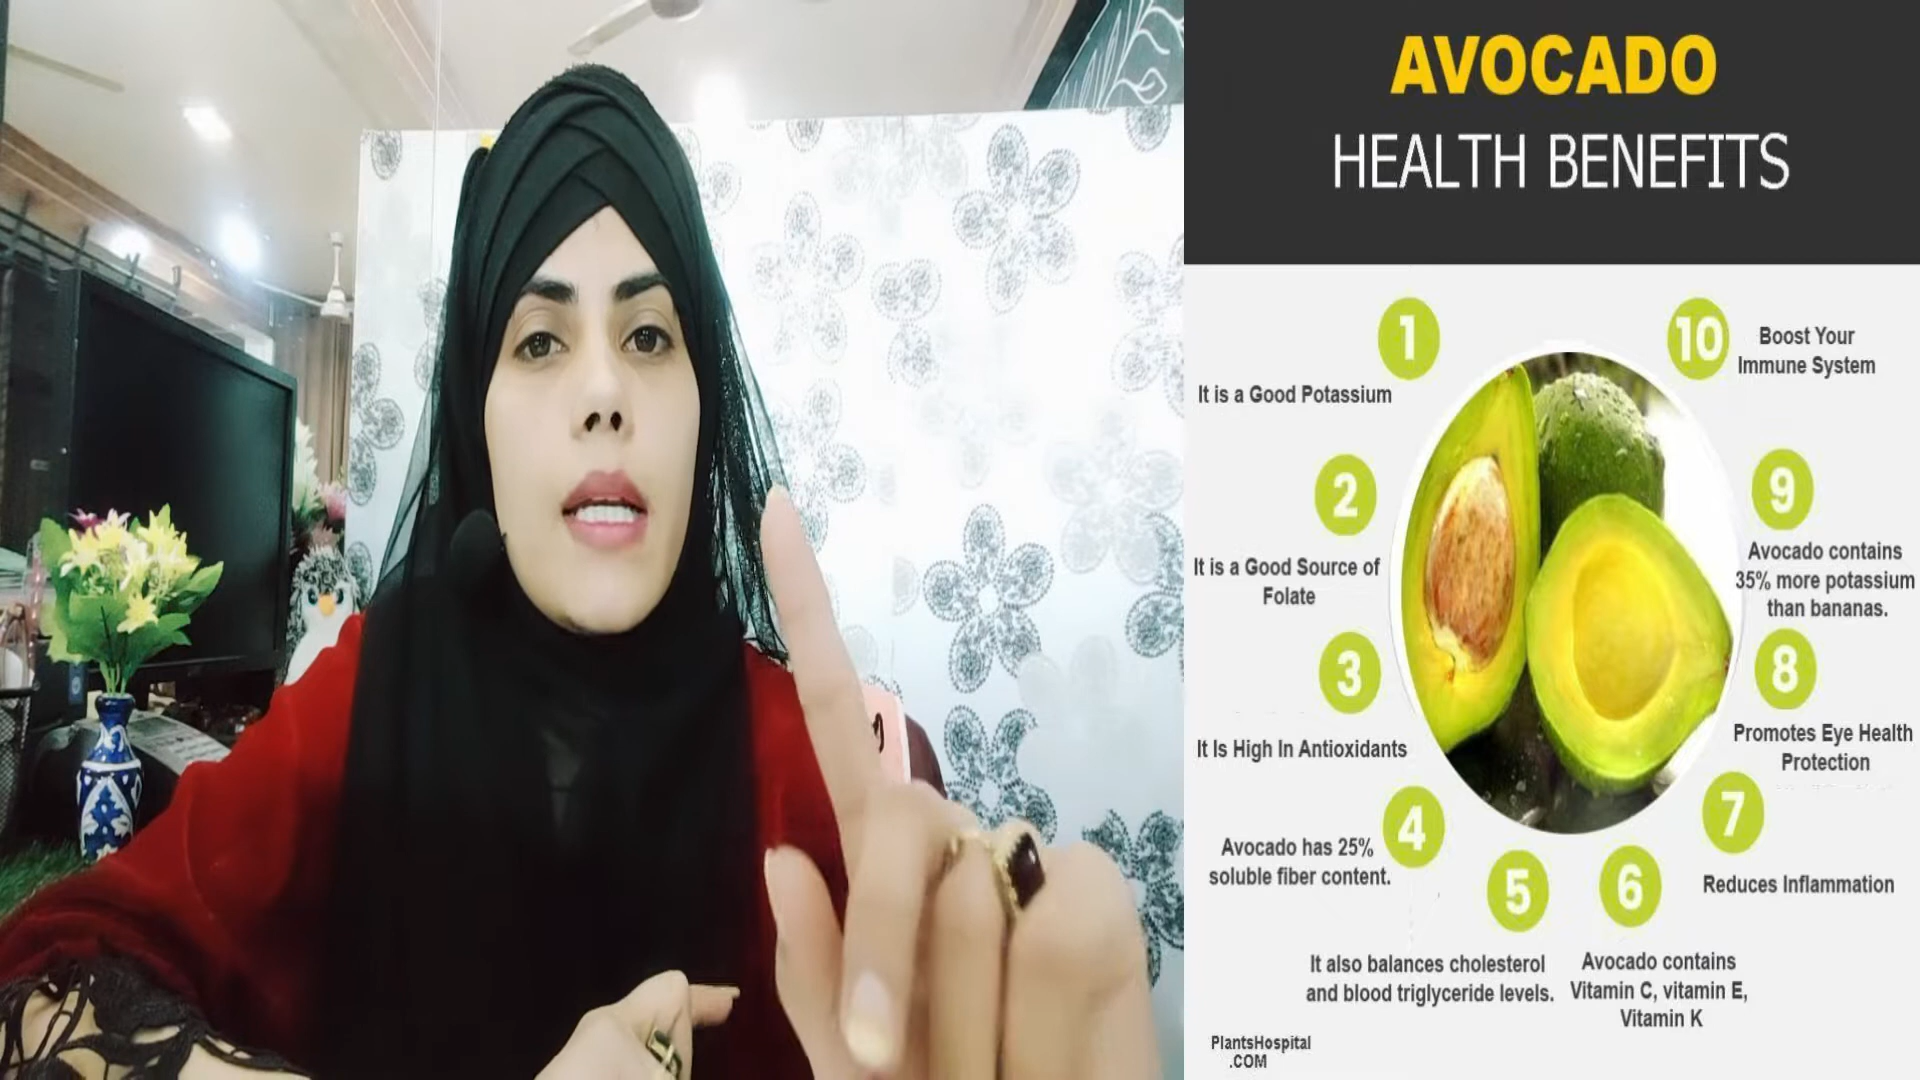 AVOCADO
HEALTH BENEFITS
1
It is a Good Potassium
2
It is a Good Source of
Folate
3
It Is High In Antioxidants
4
Avocado has 25%
soluble fiber content.
5
It also balances cholesterol
and blood triglyceride levels.
6
Avocado contains
Vitamin C, vitamin E,
Vitamin K
7
Reduces Inflammation
8
Promotes Eye Health
Protection
9
Avocado contains
35% more potassium
than bananas.
10
Boost Your
Immune System
PlantsHospital
.COM